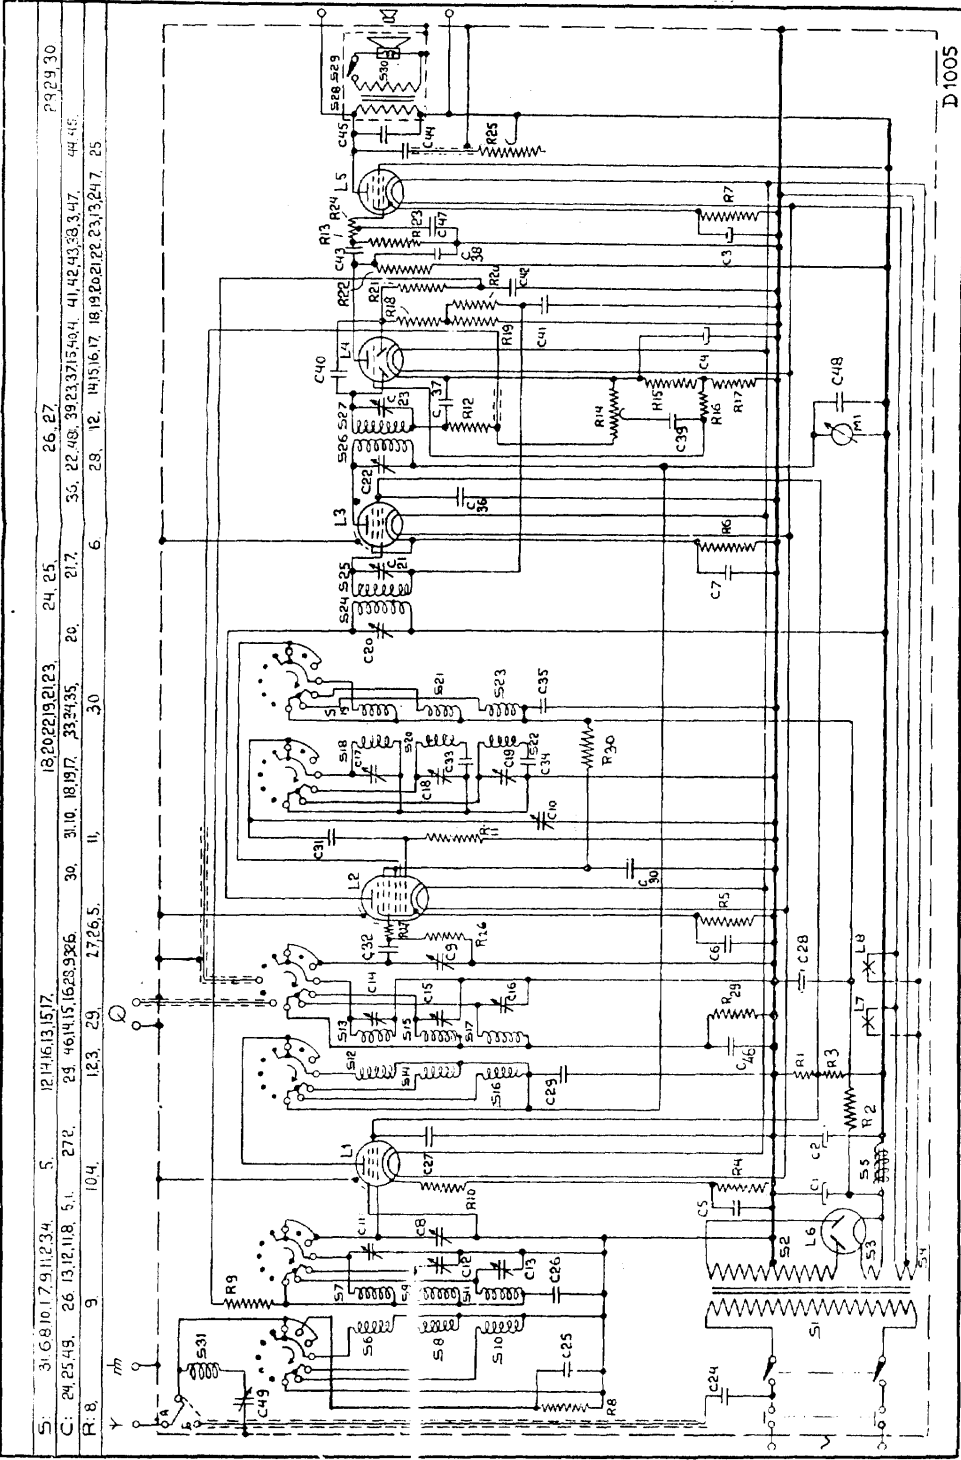 S: 31.6.8.10.1.7.9.11.2.3.4. 5. 12,14,16,13,15,17, 18,20,22,19,21,23, 24, 25, 26, 27, 28,29,30
C: 24,25,49, 26, 13,12,11,8, 5,1. 27,2, 29, 46,14,15,16,28,9,32,6, 30, 31,10, 18,19,17, 33,34,35, 20, 21,7, 36, 22,48, 39,23,37,15,40,4, 41,42,43,38,3,47, 44,45
R: 8, 9, 10,4. 1,2,3, 29, 27,26,5, 11, 30 6, 28, 12, 14,15,16,17, 18,19,20,21,22,23,13,24,7, 25
A
B
S31
C49
R9
S6
S7
S8
S9
S10
S11
C11
C8
C12
C13
C25
C26
R8
C24
S1
S2
S3
S4
L6
L1
R10
C27
R4
C5
C1
C2
S5
R2
R1
R3
S12
S13
S14
S15
S16
S17
C14
C15
C16
C29
C46
R29
C28
L7
L8
L2
C32
R27
C9
R26
R5
C6
C30
C31
R11
C10
R30
S18
C17
S20
C18
C33
C19
S22
C34
S19
S21
S23
C35
S24
S25
C20
C21
L3
C36
R6
C7
S26
S27
C22
C23
C37
R12
L4
C40
R14
R15
R16
R17
C39
C4
M1
C48
R18
R19
R20
R21
R22
C41
C42
C38
C43
R13
R24
R23
C47
L5
R7
C3
C45
C44
R25
S28
S29
S30
D1005